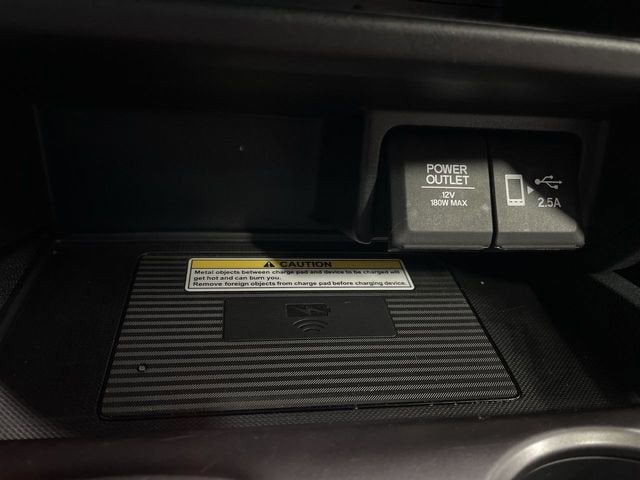 POWER
OUTLET
12V
180W MAX
2.5A
CAUTION
Metal objects between charge pad and device to be charged will
get hot and can burn you.
Remove foreign objects from charge pad before charging device.